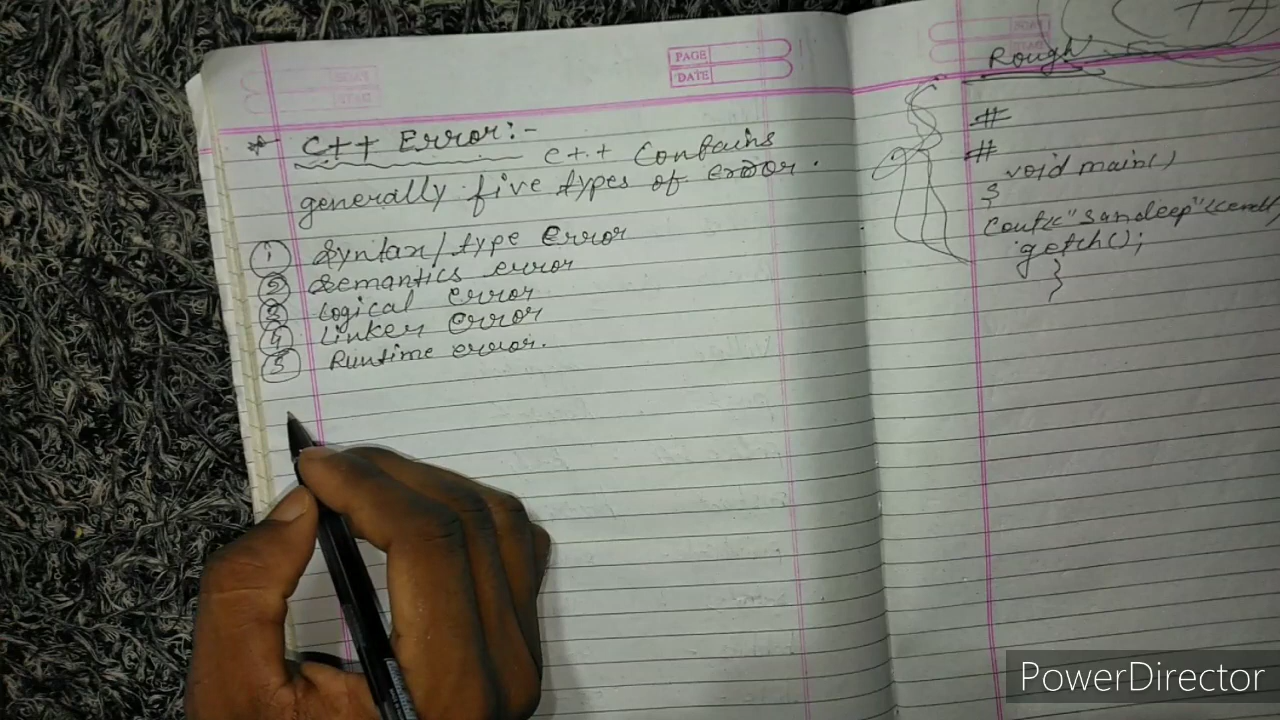 PAGE
DATE
* C++ Error:-
C++ Contains
generally five types of error.
① Syntax/type error
② Semantics error
③ Logical error
④ Linker error
⑤ Runtime error.
C++
Rough
#
#
void main()
{
Cout<<"Sandeep"<<endl
getch();
}
PowerDirector